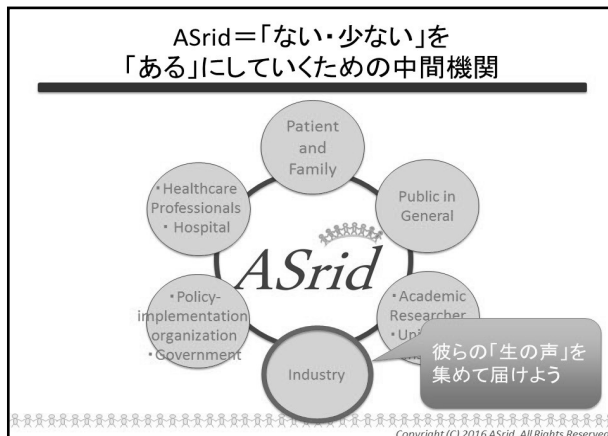 ASrid＝「ない・少ない」を
「ある」にしていくための中間機関
Patient
and
Family
・Healthcare
Professionals
・Hospital
Public in
General
ASrid
・Policy-
implementation
organization
・Government
・Academic
Researcher
Industry
彼らの「生の声」を
集めて届けよう
Copyright (C) 2016 ASrid, All Rights Reserved